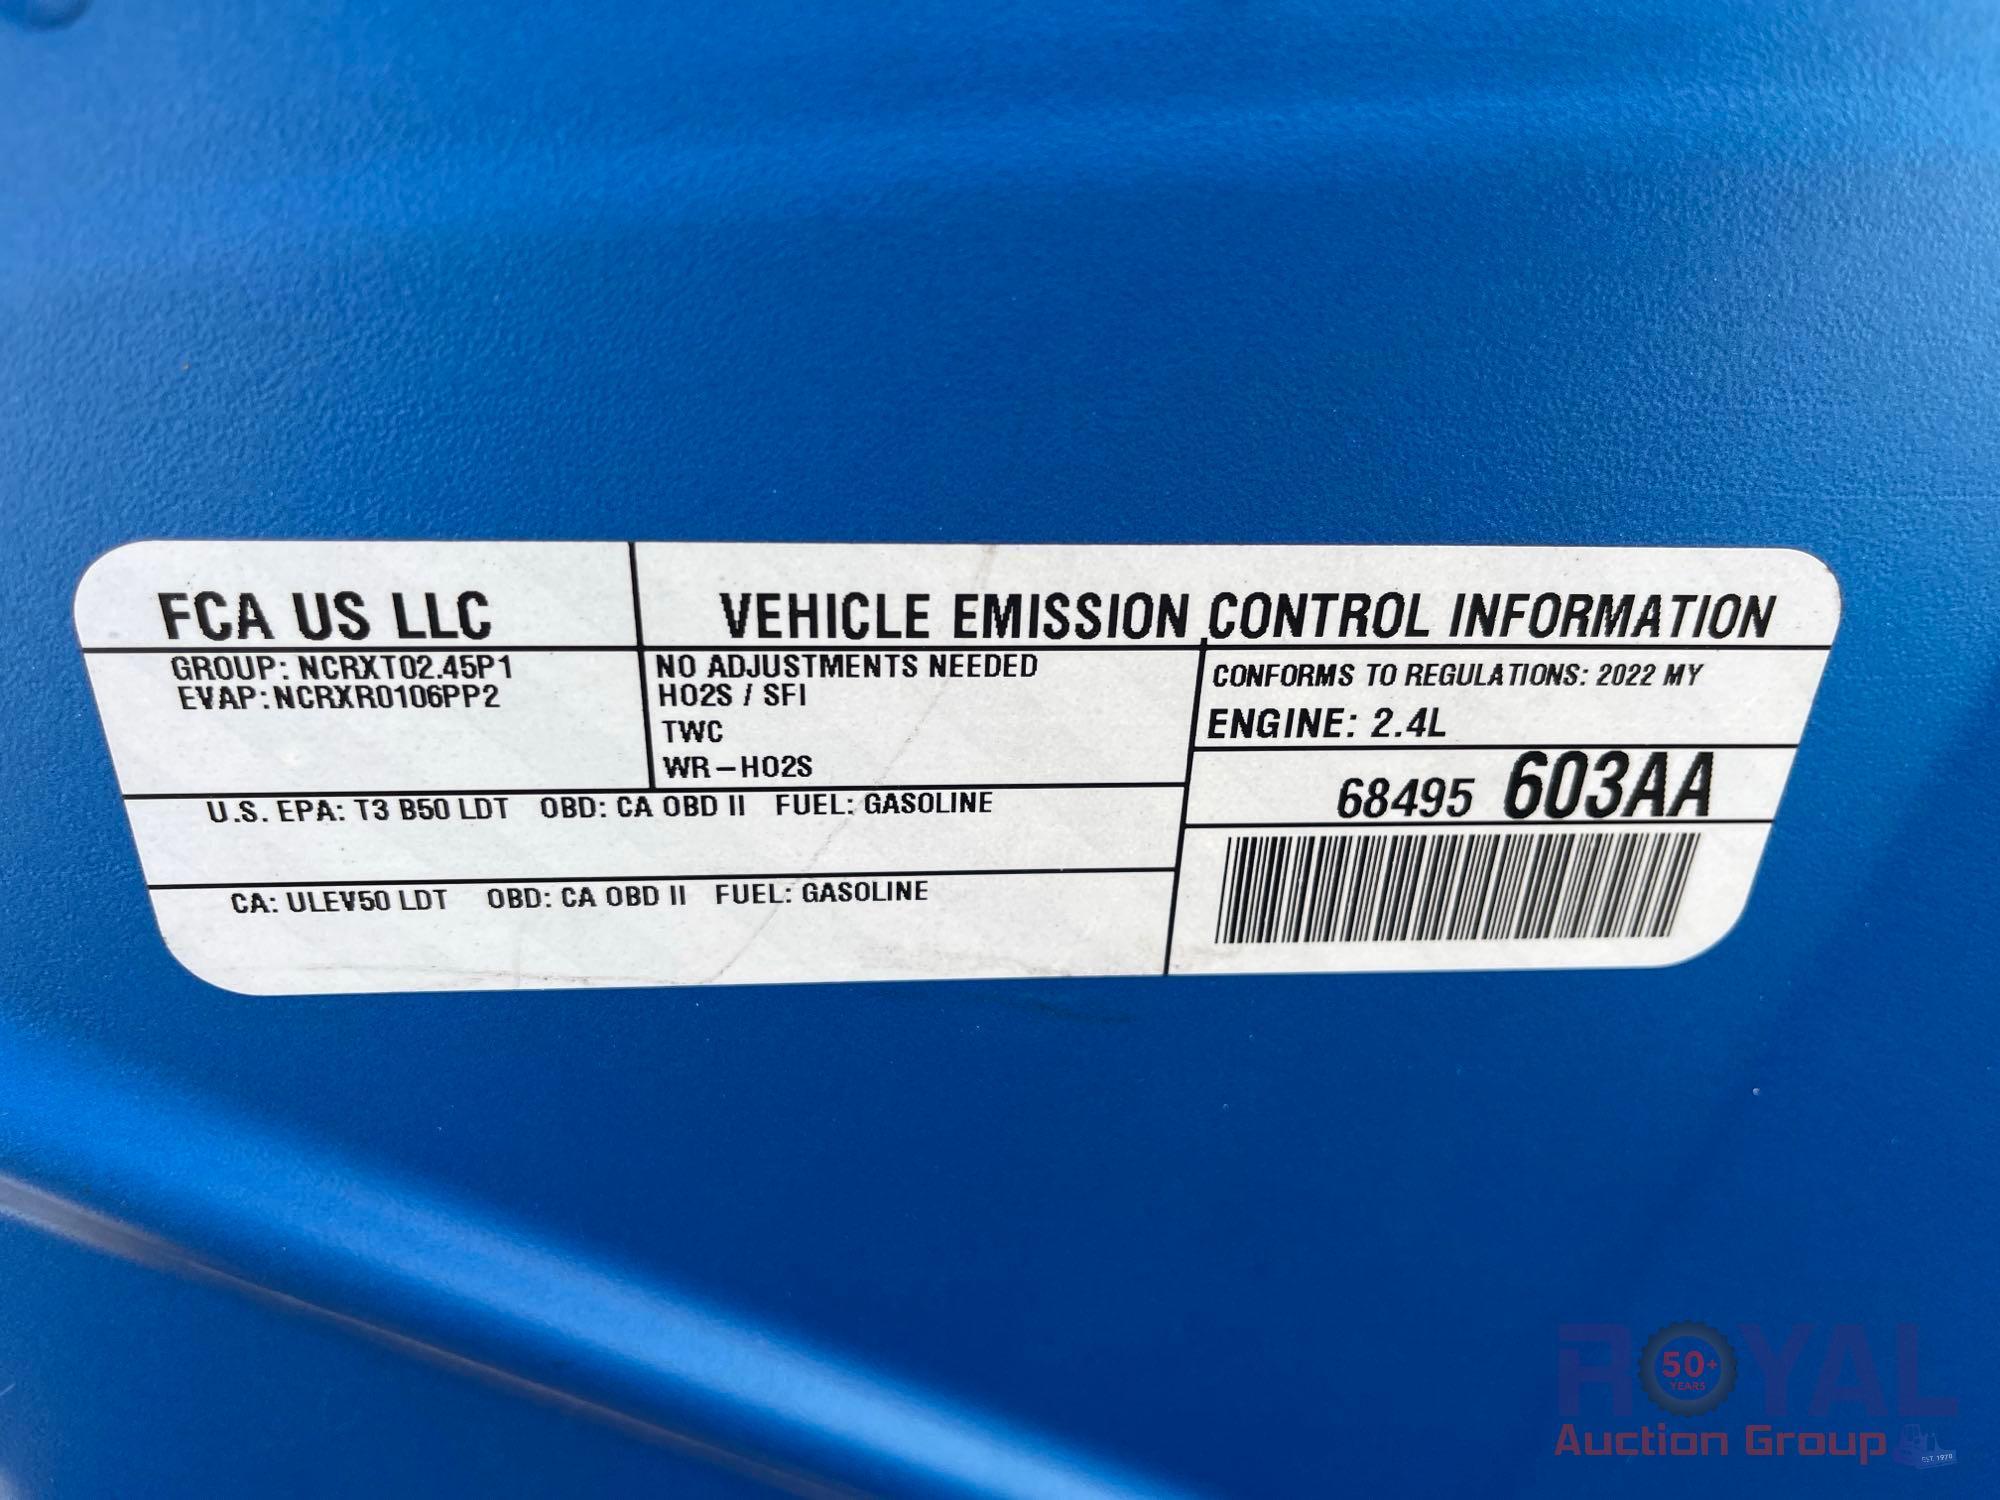 FCA US LLC
VEHICLE EMISSION CONTROL INFORMATION
GROUP: NCRXT02.45P1
EVAP: NCRXR0106PP2
NO ADJUSTMENTS NEEDED
HO2S / SFI
TWC
WR-HO2S
CONFORMS TO REGULATIONS: 2022 MY
ENGINE: 2.4L
68495 603AA
U.S. EPA: T3 B50 LDT OBD: CA OBD II FUEL: GASOLINE
CA: ULEV50 LDT OBD: CA OBD II FUEL: GASOLINE
ROYAL
50+
YEARS
Auction Group
EST. 1970